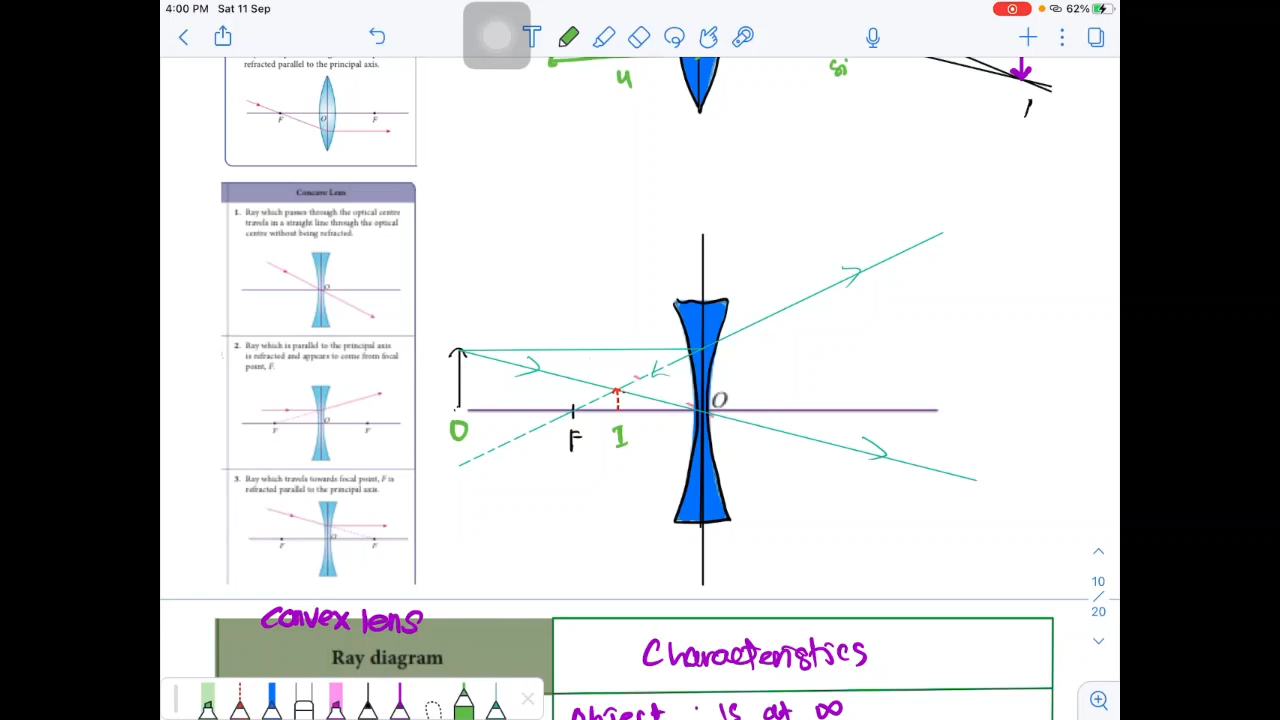 4:00 PM Sat 11 Sep
62%
T
refracted parallel to the principal axis.
F
O
F
u
I
Concave Lens
1. Ray which passes through the optical centre
travels in a straight line through the optical
centre without being refracted.
O
2. Ray which is parallel to the principal axis
is refracted and appears to come from focal
point, F.
O
F
F
3. Ray which travels towards focal point, F is
refracted parallel to the principal axis.
O
F
F
O
O
F
I
10
/
20
convex lens
Ray diagram
Characteristics
object : is at ∞